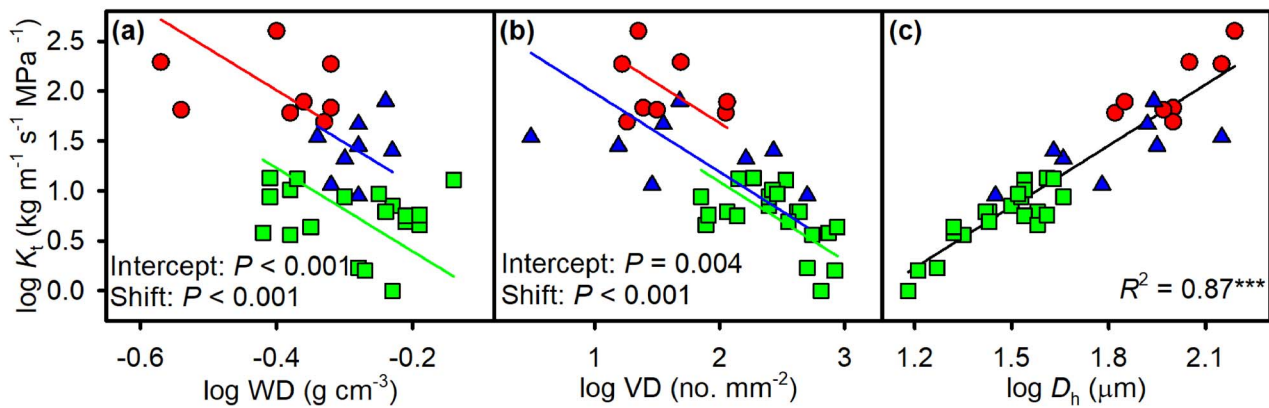 (a) (b) (c)
log Kt (kg m-1 s-1 MPa-1)
2.5
2.0
1.5
1.0
0.5
0.0
Intercept: P < 0.001
Shift: P < 0.001
Intercept: P = 0.004
Shift: P < 0.001
R2 = 0.87***
-0.6 -0.4 -0.2
1 2 3
1.2 1.5 1.8 2.1
log WD (g cm-3)
log VD (no. mm-2)
log Dh (μm)